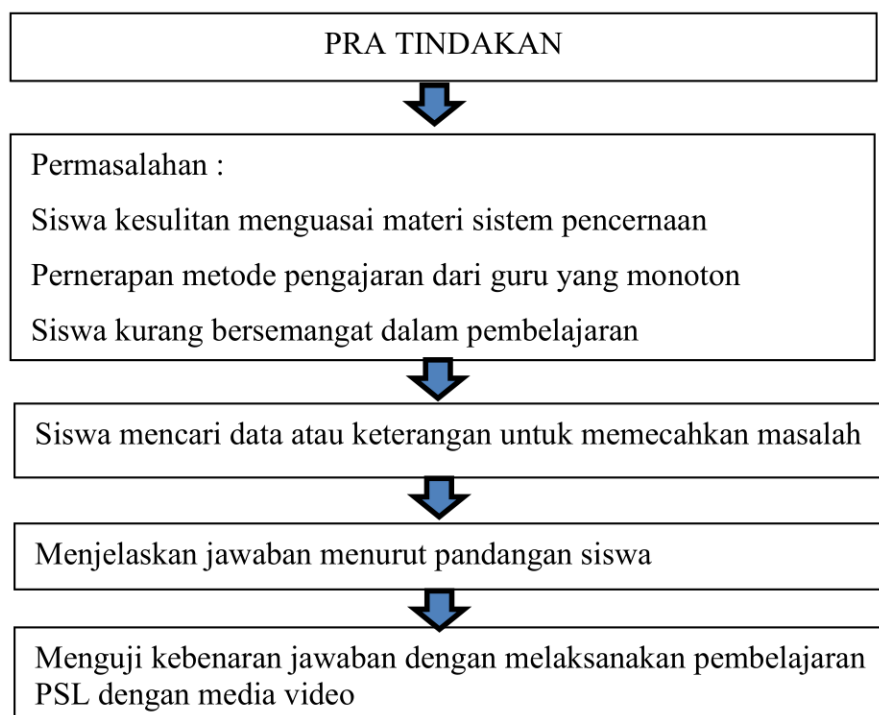 PRA TINDAKAN
Permasalahan :
Siswa kesulitan menguasai materi sistem pencernaan
Pernerapan metode pengajaran dari guru yang monoton
Siswa kurang bersemangat dalam pembelajaran
Siswa mencari data atau keterangan untuk memecahkan masalah
Menjelaskan jawaban menurut pandangan siswa
Menguji kebenaran jawaban dengan melaksanakan pembelajaran
PSL dengan media video